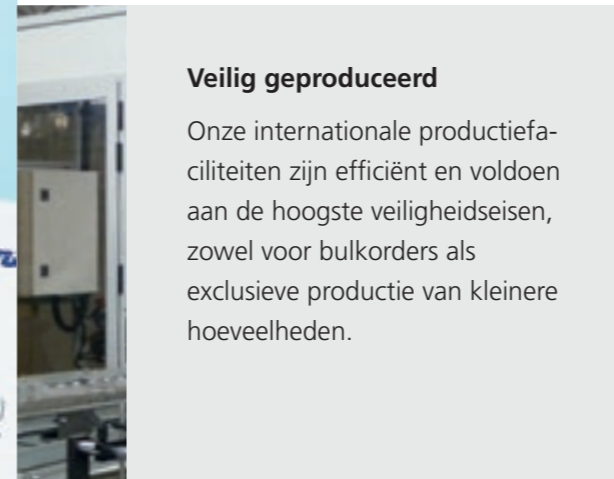 Veilig geproduceerd
Onze internationale productiefa-
ciliteiten zijn efficiënt en voldoen
aan de hoogste veiligheidseisen,
zowel voor bulkorders als
exclusieve productie van kleinere
hoeveelheden.